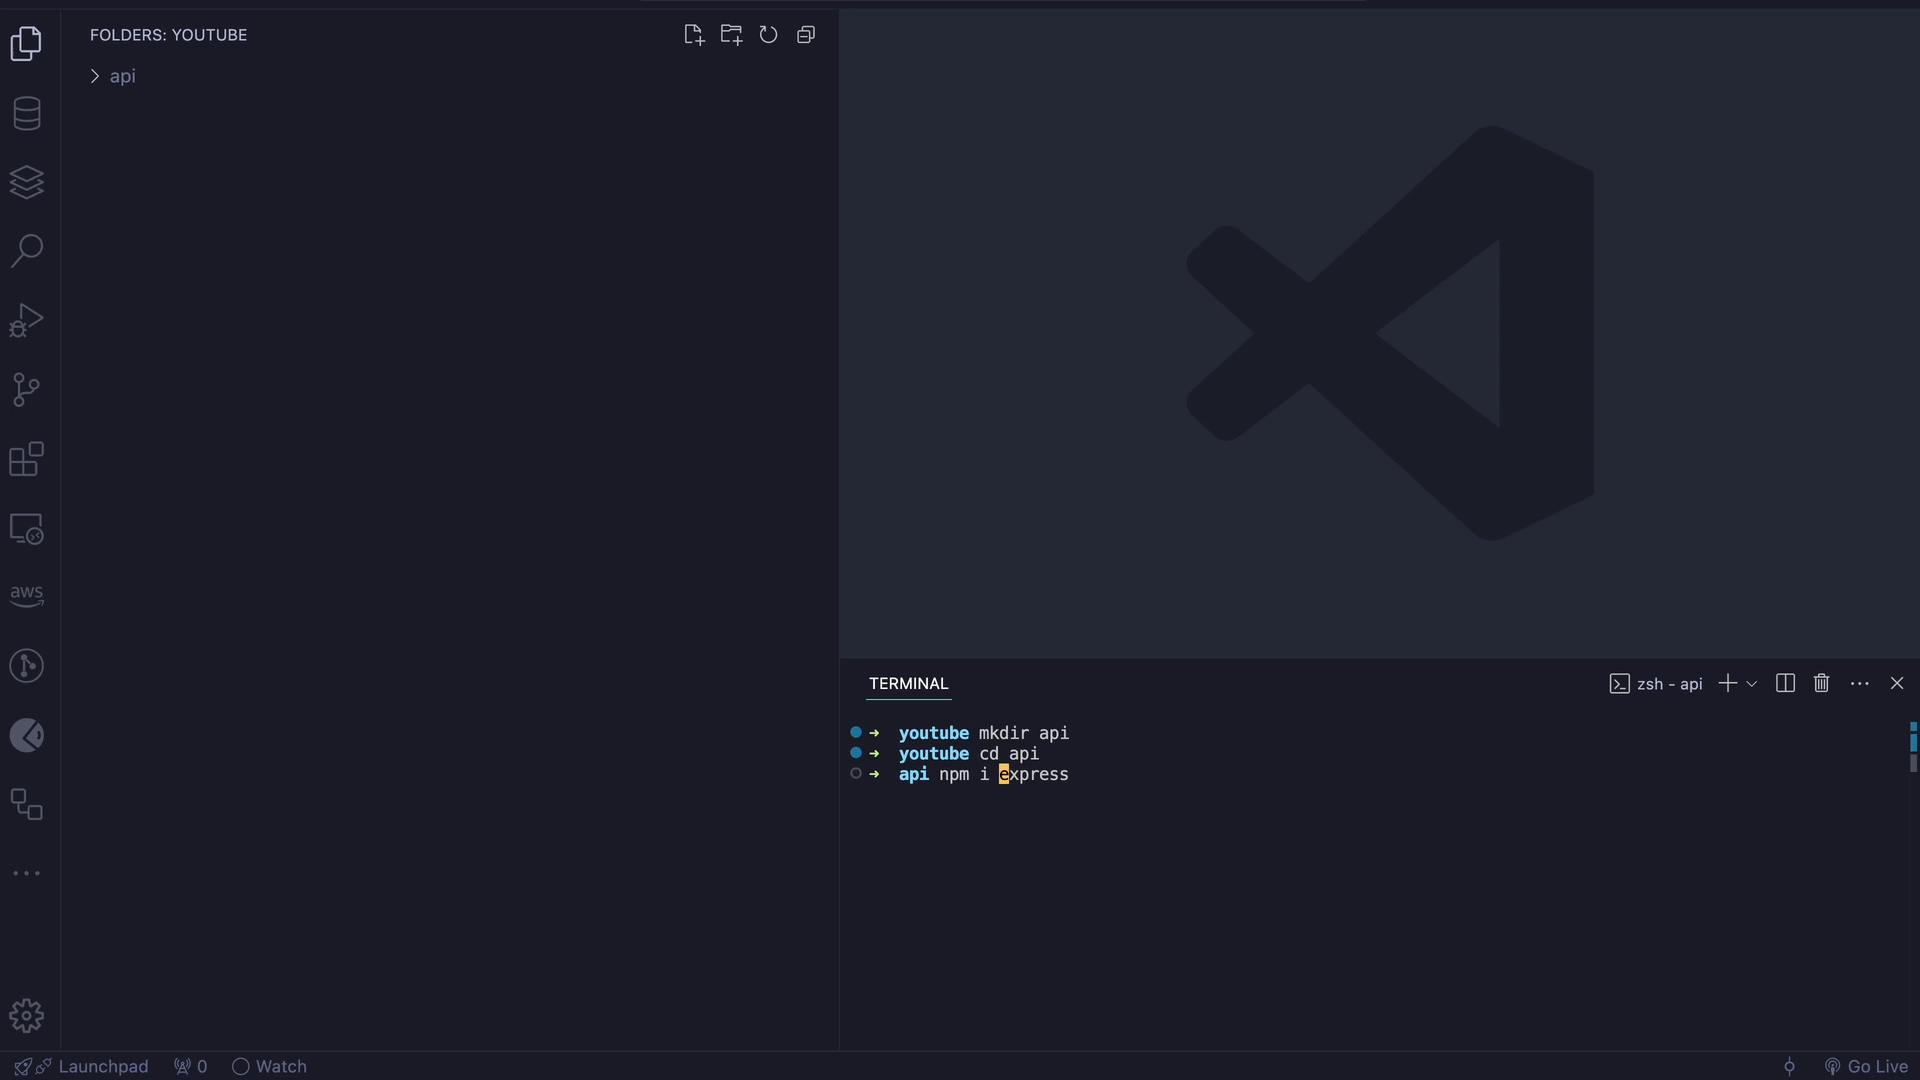 FOLDERS: YOUTUBE
api
aws
TERMINAL
zsh - api
youtube mkdir api
youtube cd api
api npm i express
Launchpad
0
Watch
Go Live